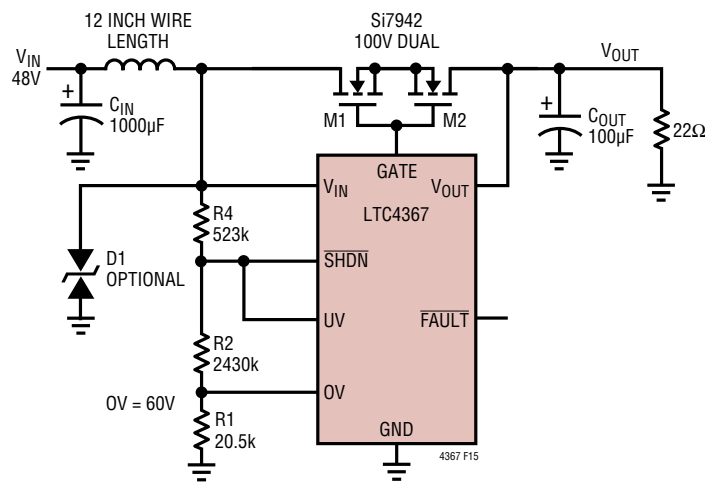 12 INCH WIRE
LENGTH
Si7942
100V DUAL
VIN
48V
VOUT
+
CIN
1000µF
M1
M2
+
COUT
100µF
22Ω
GATE
VIN
VOUT
LTC4367
R4
523k
D1
OPTIONAL
SHDN
UV
FAULT
R2
2430k
OV = 60V
OV
R1
20.5k
GND
4367 F15